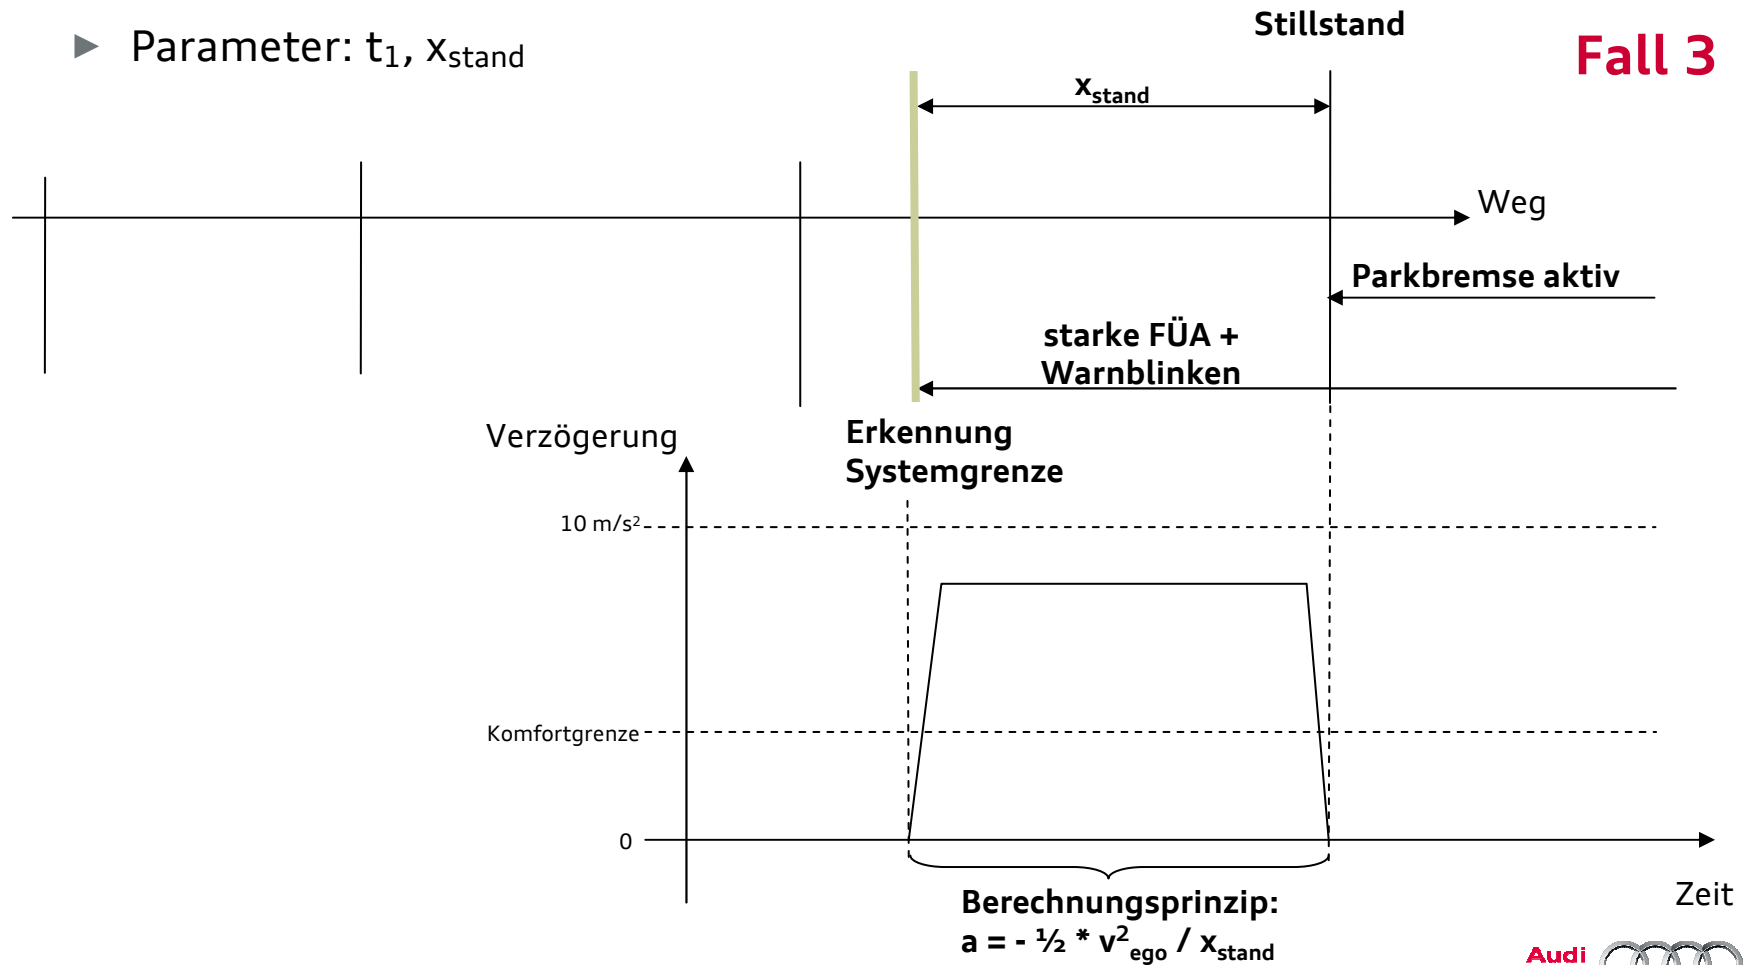 ► Parameter: t₁, xstand
Stillstand
Fall 3
xstand
Weg
Parkbremse aktiv
starke FÜA +
Warnblinken
Verzögerung
Erkennung
Systemgrenze
10 m/s²
Komfortgrenze
0
Zeit
Berechnungsprinzip:
a = - ½ * v²ego / xstand
Audi